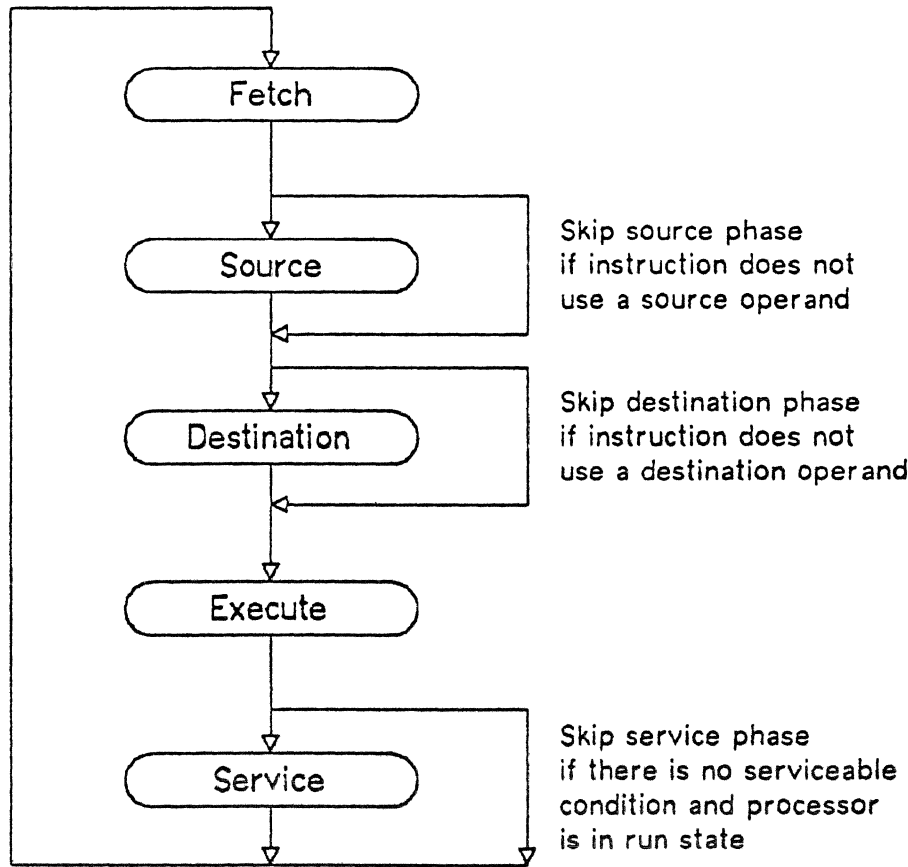 Fetch
Skip source phase
if instruction does not
use a source operand
Source
Skip destination phase
if instruction does not
use a destination operand
Destination
Execute
Skip service phase
if there is no serviceable
condition and processor
is in run state
Service